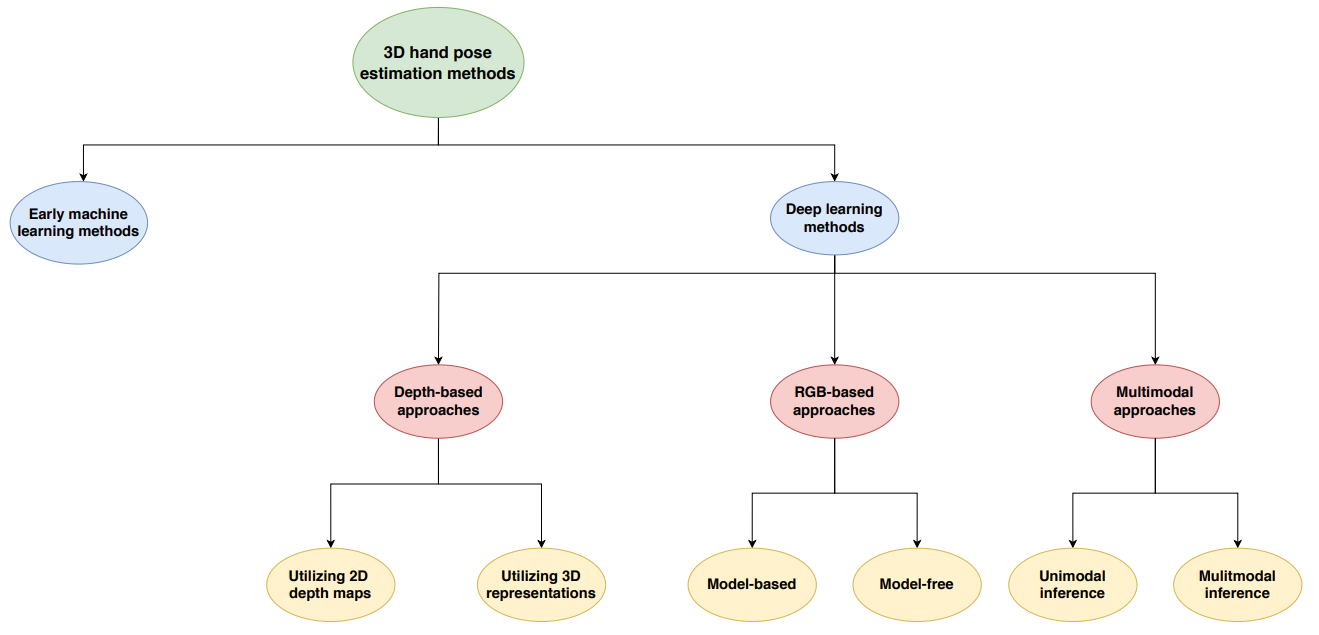 3D hand pose
estimation methods
Early machine
learning methods
Deep learning
methods
Depth-based
approaches
RGB-based
approaches
Multimodal
approaches
Utilizing 2D
depth maps
Utilizing 3D
representations
Model-based
Model-free
Unimodal
inference
Mulitmodal
inference